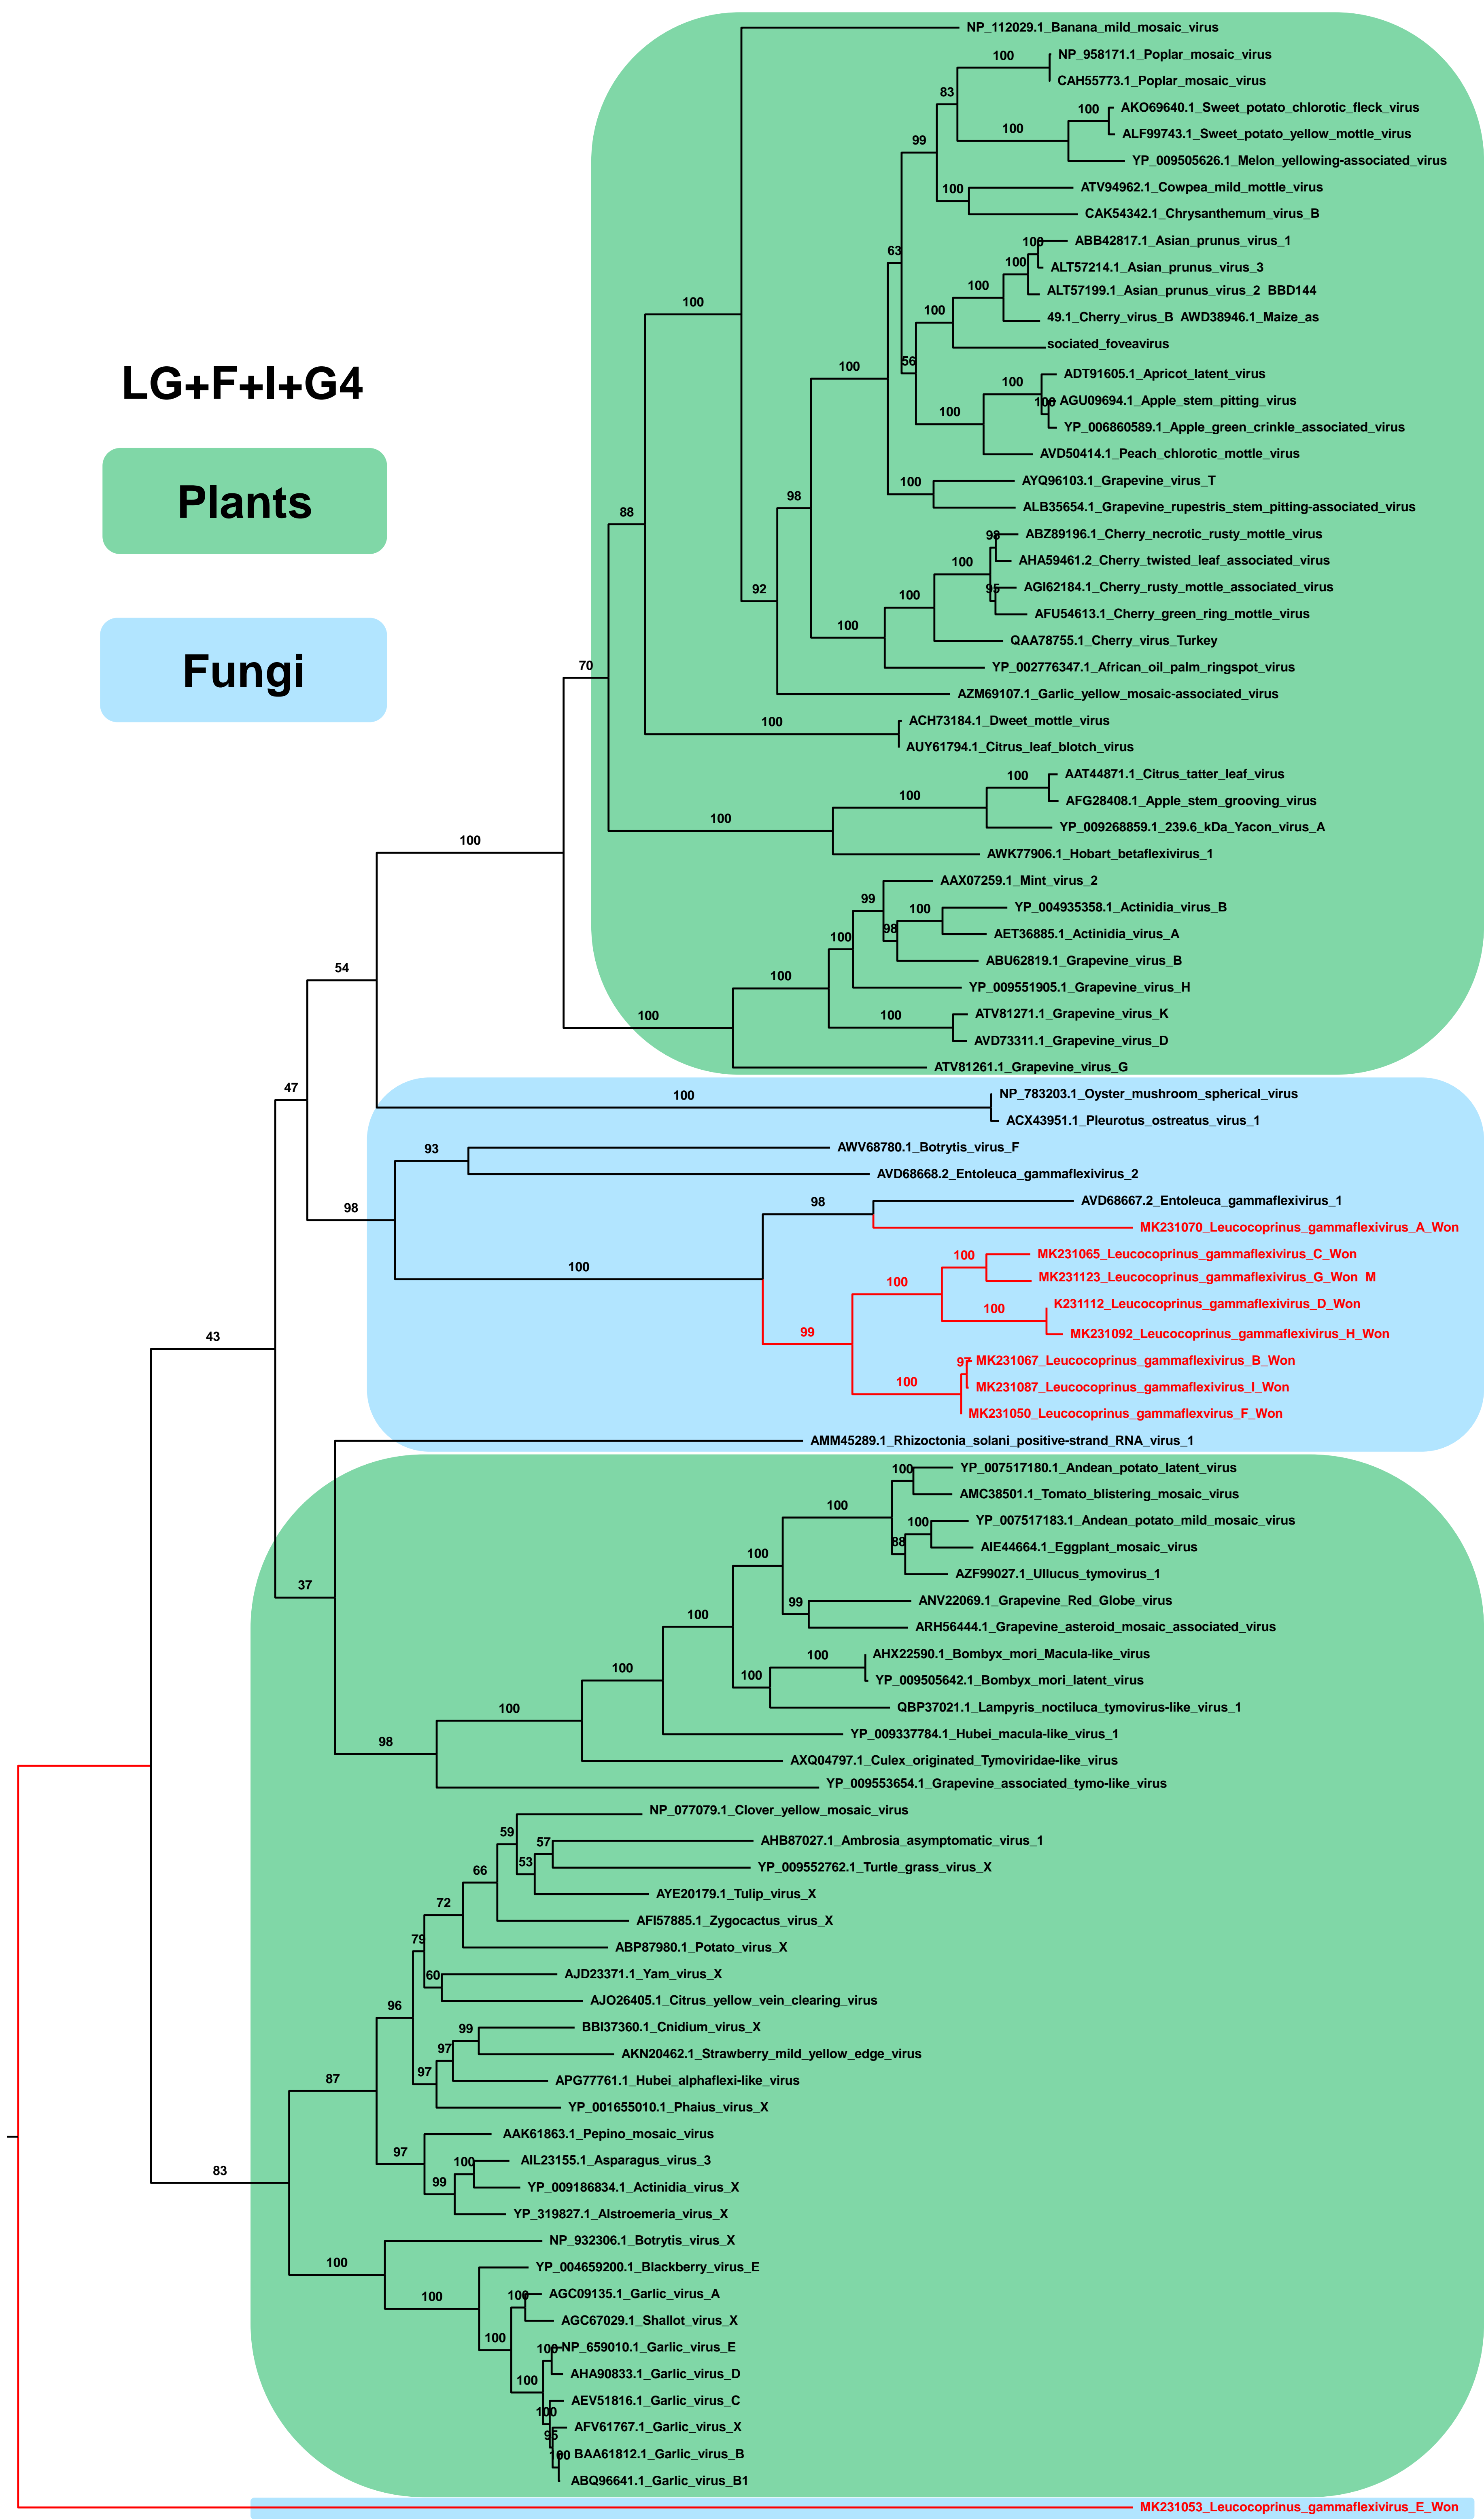 NP_112029.1_Banana_mild_mosaic_virus
100
NP_958171.1_Poplar_mosaic_virus
CAH55773.1_Poplar_mosaic_virus
83
100
AKO69640.1_Sweet_potato_chlorotic_fleck_virus
100
ALF99743.1_Sweet_potato_yellow_mottle_virus
99
YP_009505626.1_Melon_yellowing-associated_virus
100
ATV94962.1_Cowpea_mild_mottle_virus
CAK54342.1_Chrysanthemum_virus_B
63
100
ABB42817.1_Asian_prunus_virus_1
100
ALT57214.1_Asian_prunus_virus_3
100
ALT57199.1_Asian_prunus_virus_2 BBD144
100
100
49.1_Cherry_virus_B AWD38946.1_Maize_as
sociated_foveavirus
100
56
LG+F+I+G4
100
ADT91605.1_Apricot_latent_virus
100
AGU09694.1_Apple_stem_pitting_virus
100
YP_006860589.1_Apple_green_crinkle_associated_virus
AVD50414.1_Peach_chlorotic_mottle_virus
Plants
98
100
AYQ96103.1_Grapevine_virus_T
ALB35654.1_Grapevine_rupestris_stem_pitting-associated_virus
88
98
ABZ89196.1_Cherry_necrotic_rusty_mottle_virus
100
AHA59461.2_Cherry_twisted_leaf_associated_virus
92
100
95
AGI62184.1_Cherry_rusty_mottle_associated_virus
AFU54613.1_Cherry_green_ring_mottle_virus
100
QAA78755.1_Cherry_virus_Turkey
Fungi
70
YP_002776347.1_African_oil_palm_ringspot_virus
AZM69107.1_Garlic_yellow_mosaic-associated_virus
100
ACH73184.1_Dweet_mottle_virus
AUY61794.1_Citrus_leaf_blotch_virus
100
AAT44871.1_Citrus_tatter_leaf_virus
100
AFG28408.1_Apple_stem_grooving_virus
100
YP_009268859.1_239.6_kDa_Yacon_virus_A
100
AWK77906.1_Hobart_betaflexivirus_1
AAX07259.1_Mint_virus_2
99
100
YP_004935358.1_Actinidia_virus_B
98
AET36885.1_Actinidia_virus_A
100
ABU62819.1_Grapevine_virus_B
54
100
YP_009551905.1_Grapevine_virus_H
100
100
ATV81271.1_Grapevine_virus_K
AVD73311.1_Grapevine_virus_D
ATV81261.1_Grapevine_virus_G
47
100
NP_783203.1_Oyster_mushroom_spherical_virus
ACX43951.1_Pleurotus_ostreatus_virus_1
93
AWV68780.1_Botrytis_virus_F
AVD68668.2_Entoleuca_gammaflexivirus_2
98
98
AVD68667.2_Entoleuca_gammaflexivirus_1
MK231070_Leucocoprinus_gammaflexivirus_A_Won
100
100
MK231065_Leucocoprinus_gammaflexivirus_C_Won
100
MK231123_Leucocoprinus_gammaflexivirus_G_Won M
100
K231112_Leucocoprinus_gammaflexivirus_D_Won
43
99
MK231092_Leucocoprinus_gammaflexivirus_H_Won
97
MK231067_Leucocoprinus_gammaflexivirus_B_Won
100
MK231087_Leucocoprinus_gammaflexivirus_I_Won
MK231050_Leucocoprinus_gammaflexvirus_F_Won
AMM45289.1_Rhizoctonia_solani_positive-strand_RNA_virus_1
100
YP_007517180.1_Andean_potato_latent_virus
AMC38501.1_Tomato_blistering_mosaic_virus
100
100
YP_007517183.1_Andean_potato_mild_mosaic_virus
88
AIE44664.1_Eggplant_mosaic_virus
100
AZF99027.1_Ullucus_tymovirus_1
37
99
ANV22069.1_Grapevine_Red_Globe_virus
100
ARH56444.1_Grapevine_asteroid_mosaic_associated_virus
100
AHX22590.1_Bombyx_mori_Macula-like_virus
100
100
YP_009505642.1_Bombyx_mori_latent_virus
QBP37021.1_Lampyris_noctiluca_tymovirus-like_virus_1
100
YP_009337784.1_Hubei_macula-like_virus_1
98
AXQ04797.1_Culex_originated_Tymoviridae-like_virus
YP_009553654.1_Grapevine_associated_tymo-like_virus
NP_077079.1_Clover_yellow_mosaic_virus
59
57
AHB87027.1_Ambrosia_asymptomatic_virus_1
53
YP_009552762.1_Turtle_grass_virus_X
66
AYE20179.1_Tulip_virus_X
72
AFI57885.1_Zygocactus_virus_X
79
ABP87980.1_Potato_virus_X
60
AJD23371.1_Yam_virus_X
AJO26405.1_Citrus_yellow_vein_clearing_virus
96
99
BBI37360.1_Cnidium_virus_X
97
AKN20462.1_Strawberry_mild_yellow_edge_virus
97
87
APG77761.1_Hubei_alphaflexi-like_virus
YP_001655010.1_Phaius_virus_X
AAK61863.1_Pepino_mosaic_virus
97
100
AIL23155.1_Asparagus_virus_3
83
99
YP_009186834.1_Actinidia_virus_X
YP_319827.1_Alstroemeria_virus_X
NP_932306.1_Botrytis_virus_X
100
YP_004659200.1_Blackberry_virus_E
100
100
AGC09135.1_Garlic_virus_A
AGC67029.1_Shallot_virus_X
100
100
NP_659010.1_Garlic_virus_E
AHA90833.1_Garlic_virus_D
100
AEV51816.1_Garlic_virus_C
100
AFV61767.1_Garlic_virus_X
95
100
BAA61812.1_Garlic_virus_B
ABQ96641.1_Garlic_virus_B1
MK231053_Leucocoprinus_gammaflexivirus_E_Won